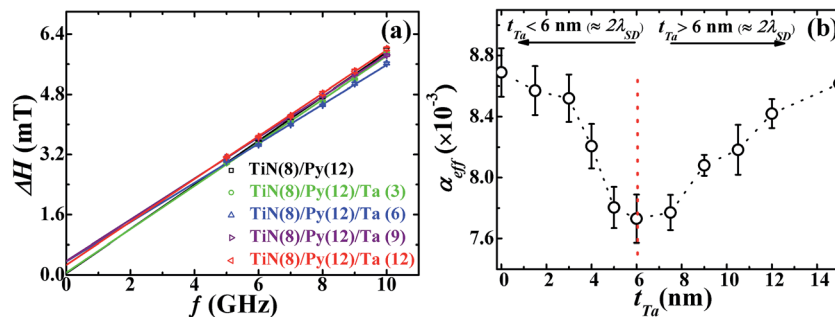 (a)
6.4
4.8
3.2
1.6
0.0
ΔH (mT)
TiN(8)/Py(12)
TiN(8)/Py(12)/Ta (3)
TiN(8)/Py(12)/Ta (6)
TiN(8)/Py(12)/Ta (9)
TiN(8)/Py(12)/Ta (12)
0 2 4 6 8 10
f (GHz)
t_Ta < 6 nm (≈ 2λ_SD) t_Ta > 6 nm (≈ 2λ_SD) (b)
8.8
8.4
8.0
7.6
α_eff (×10⁻³)
0 2 4 6 8 10 12 14
t_Ta (nm)